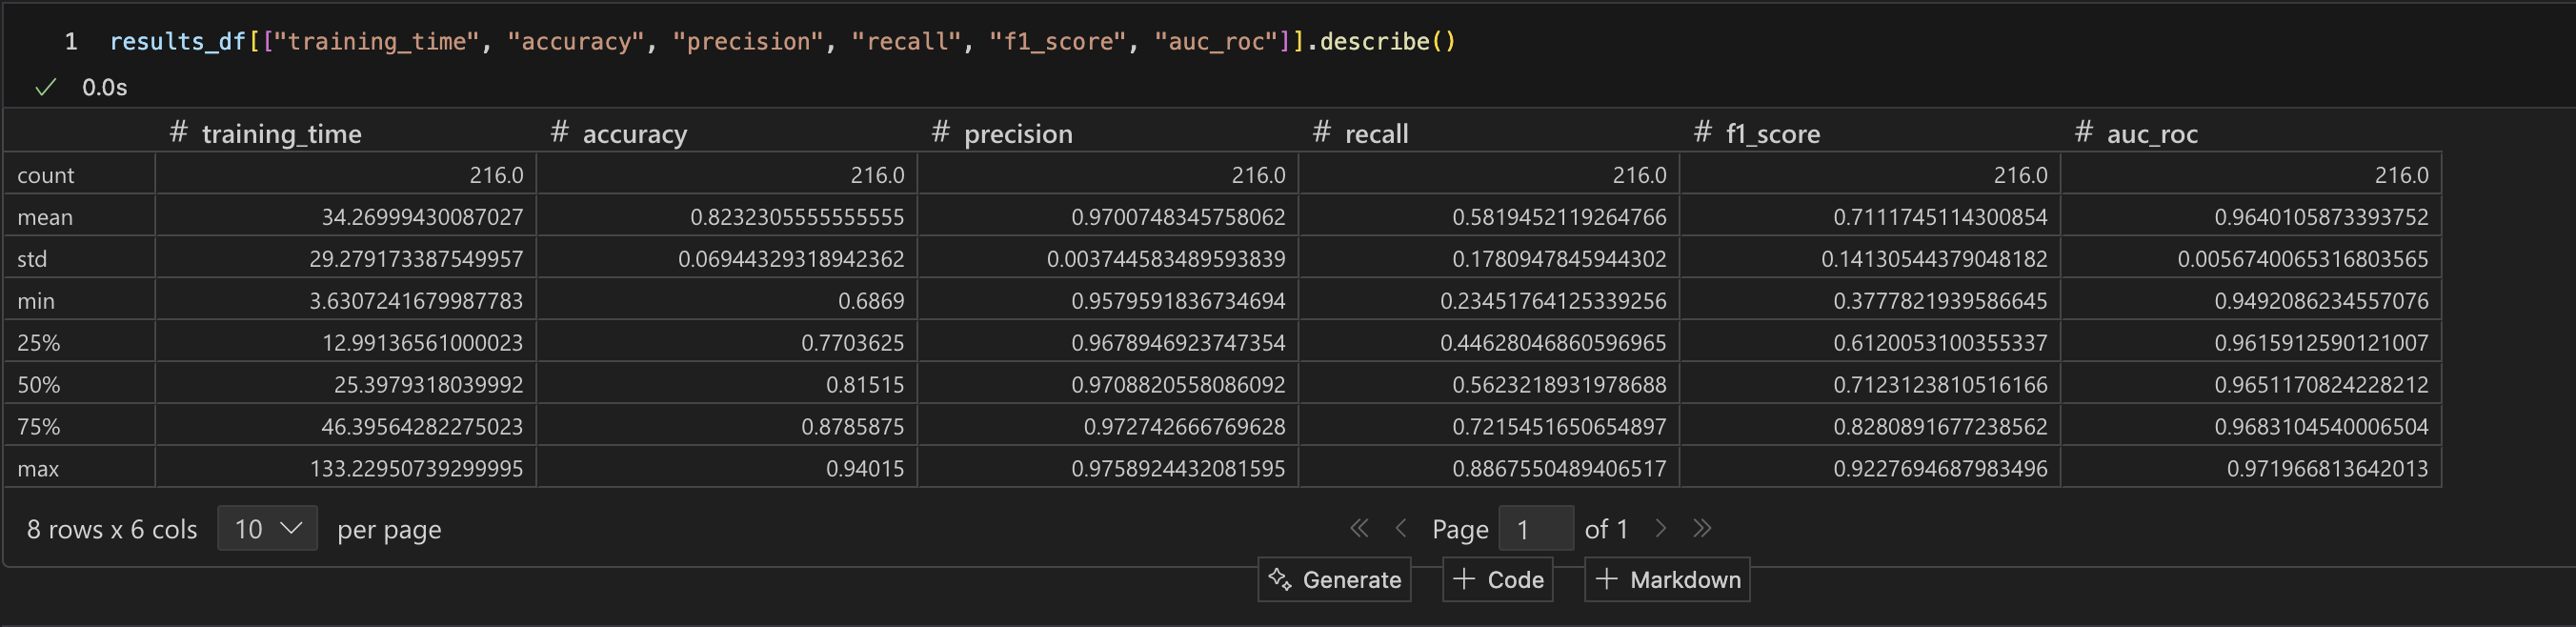 1 results_df[["training_time", "accuracy", "precision", "recall", "f1_score", "auc_roc"]].describe()
0.0s
# training_time # accuracy # precision # recall # f1_score # auc_roc
count 216.0 216.0 216.0 216.0 216.0 216.0
mean 34.26999430087027 0.8232305555555555 0.9700748345758062 0.5819452119264766 0.7111745114300854 0.9640105873393752
std 29.279173387549957 0.06944329318942362 0.003744583489593839 0.1780947845944302 0.14130544379048182 0.0056740065316803565
min 3.6307241679987783 0.6869 0.9579591836734694 0.23451764125339256 0.3777821939586645 0.9492086234557076
25% 12.99136561000023 0.7703625 0.9678946923747354 0.44628046860596965 0.6120053100355337 0.9615912590121007
50% 25.3979318039992 0.81515 0.9708820558086092 0.5623218931978688 0.7123123810516166 0.9651170824228212
75% 46.39564282275023 0.8785875 0.972742666769628 0.7215451650654897 0.8280891677238562 0.9683104540006504
max 133.22950739299995 0.94015 0.9758924432081595 0.8867550489406517 0.9227694687983496 0.971966813642013
8 rows x 6 cols 10 per page Page 1 of 1
Generate + Code + Markdown